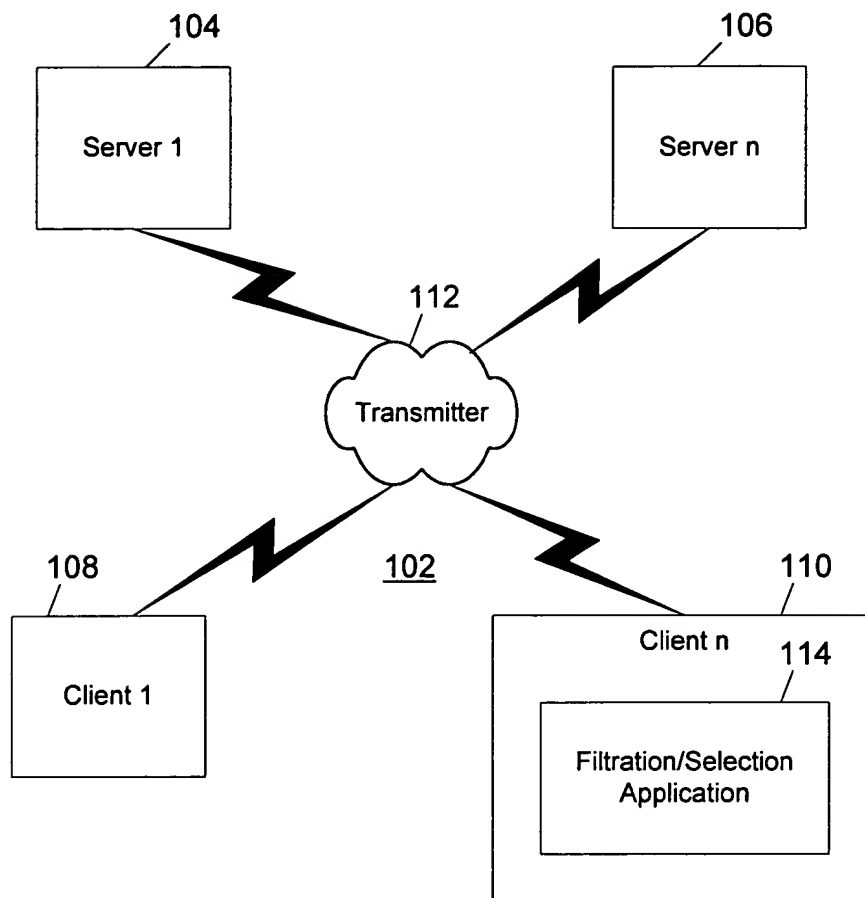 104
106
Server 1
Server n
112
Transmitter
108
102
110
Client n
114
Client 1
Filtration/Selection
Application